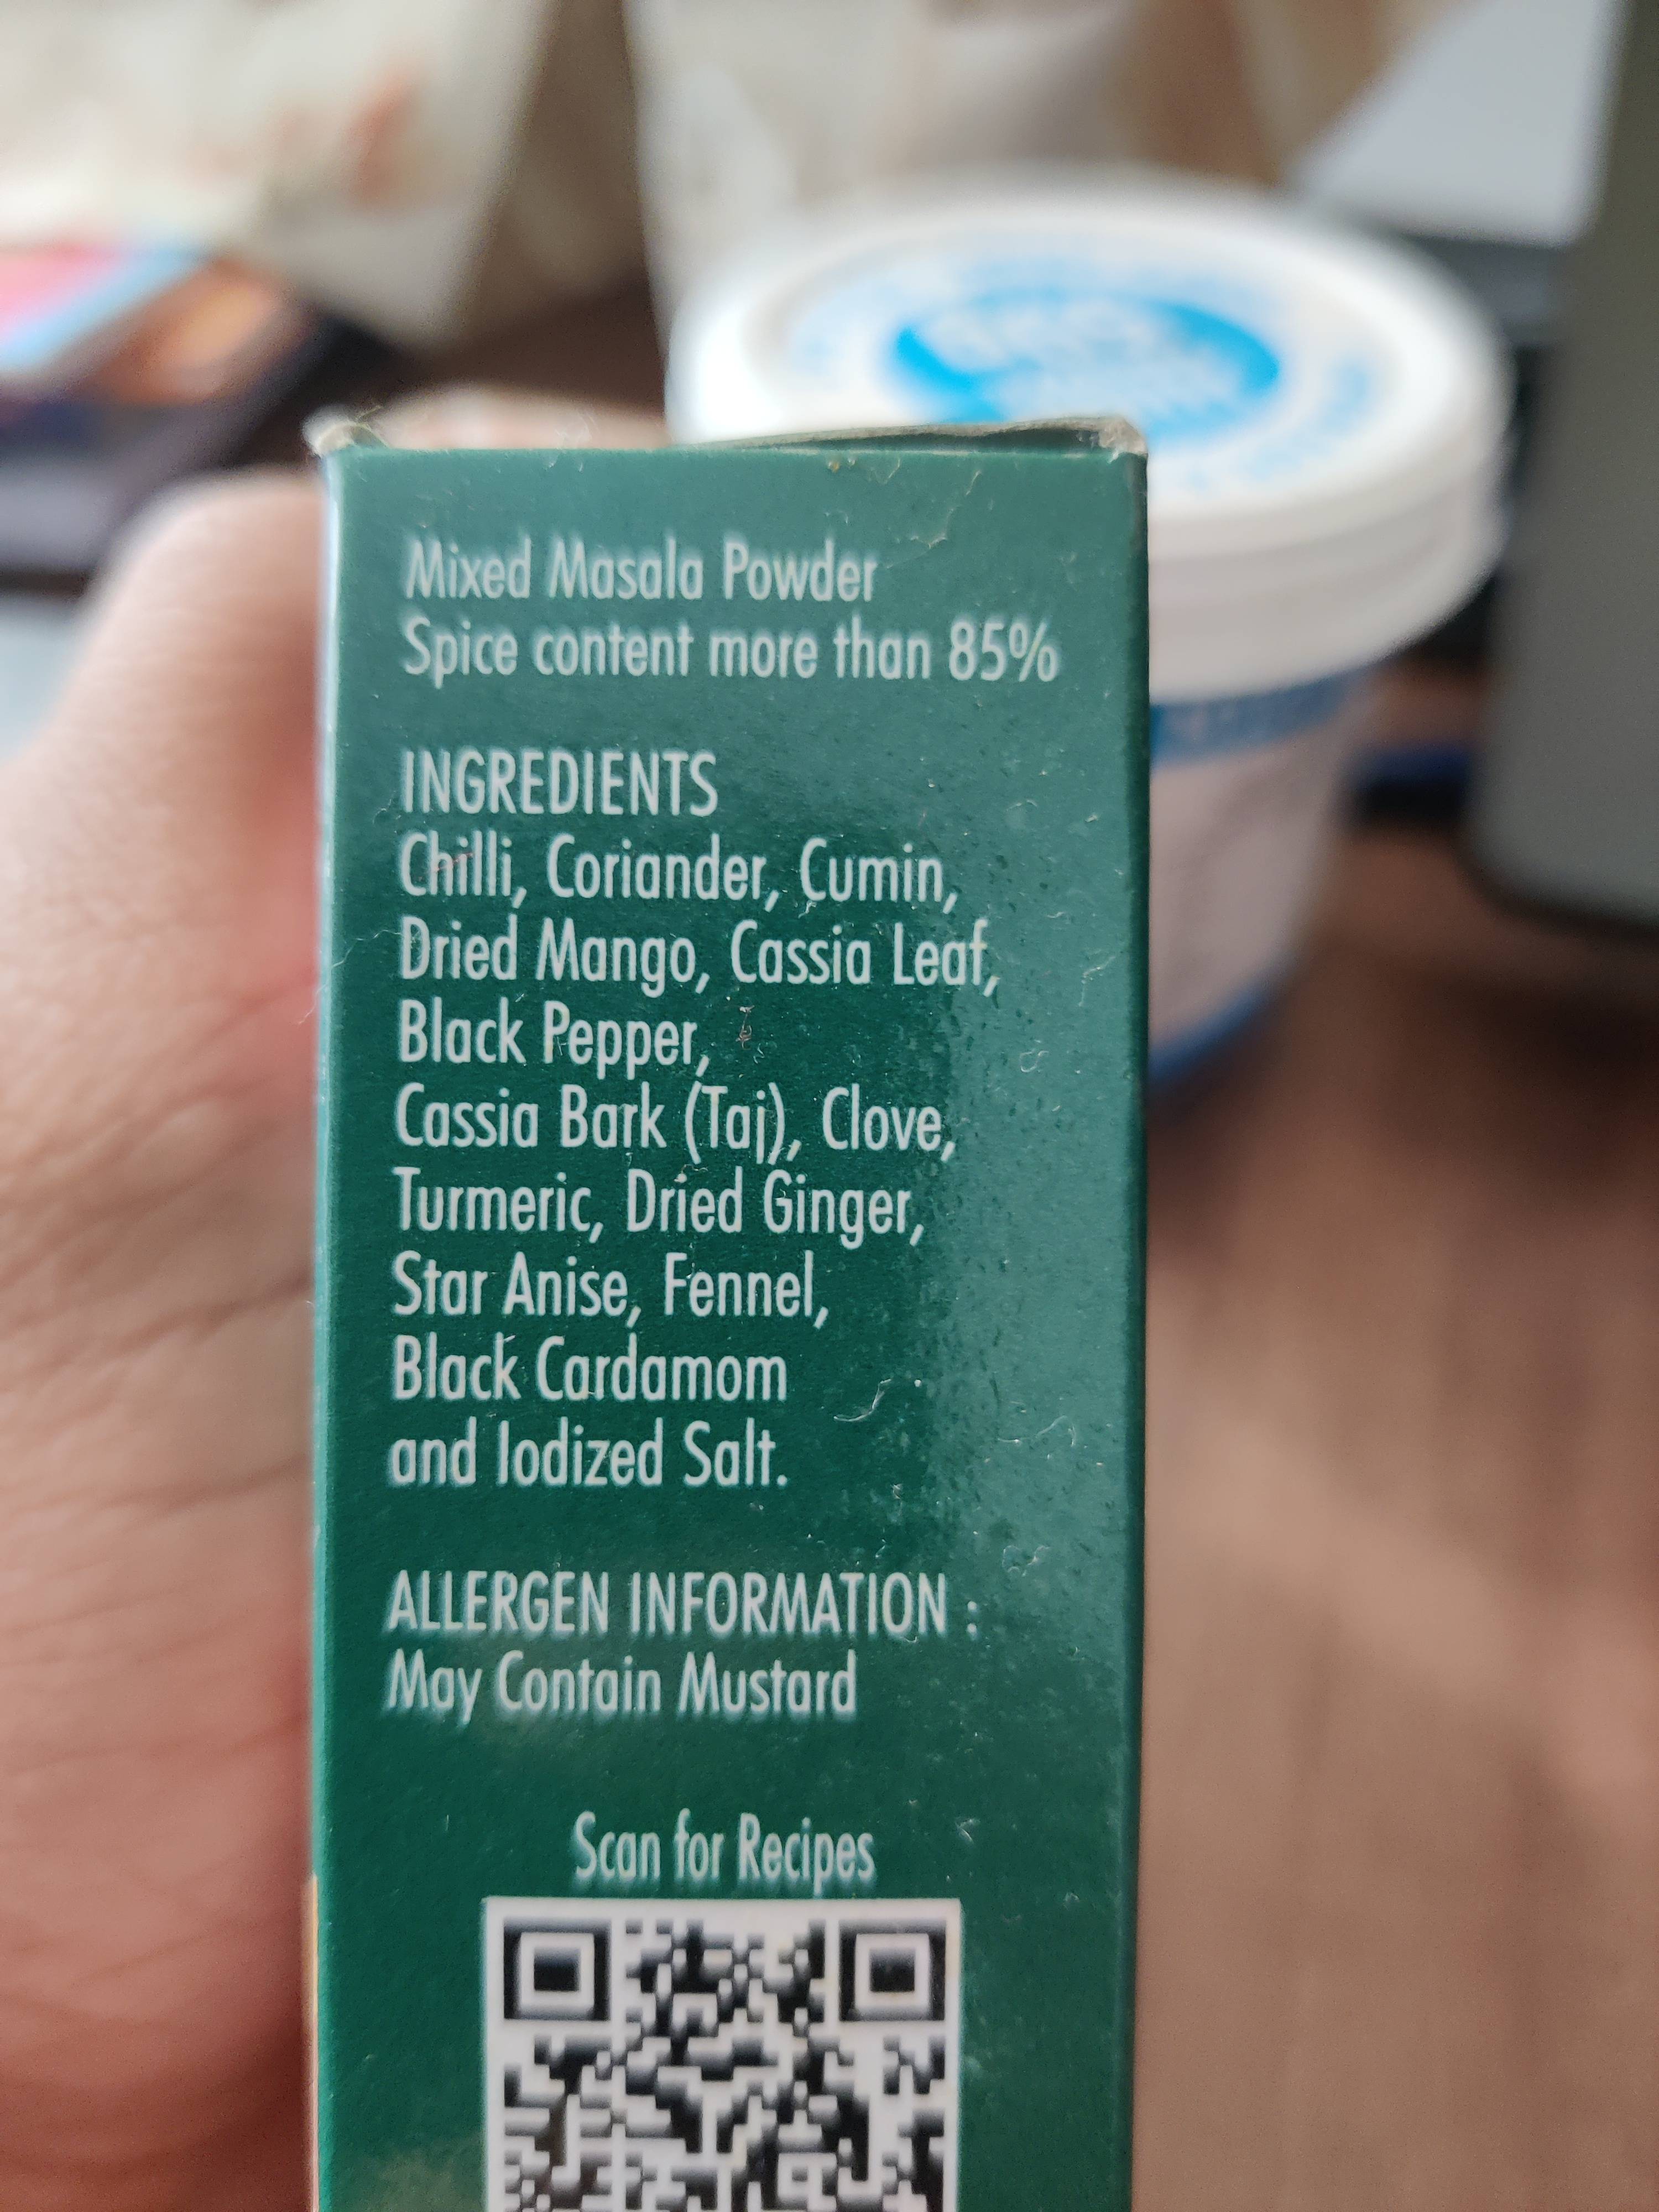 Mixed Masala Powder
Spice content more than 85%
INGREDIENTS
Chilli, Coriander, Cumin,
Dried Mango, Cassia Leaf,
Black Pepper,
Cassia Bark (Taj), Clove,
Turmeric, Dried Ginger,
Star Anise, Fennel,
Black Cardamom
and Iodized Salt.
ALLERGEN INFORMATION :
May Contain Mustard
Scan for Recipes